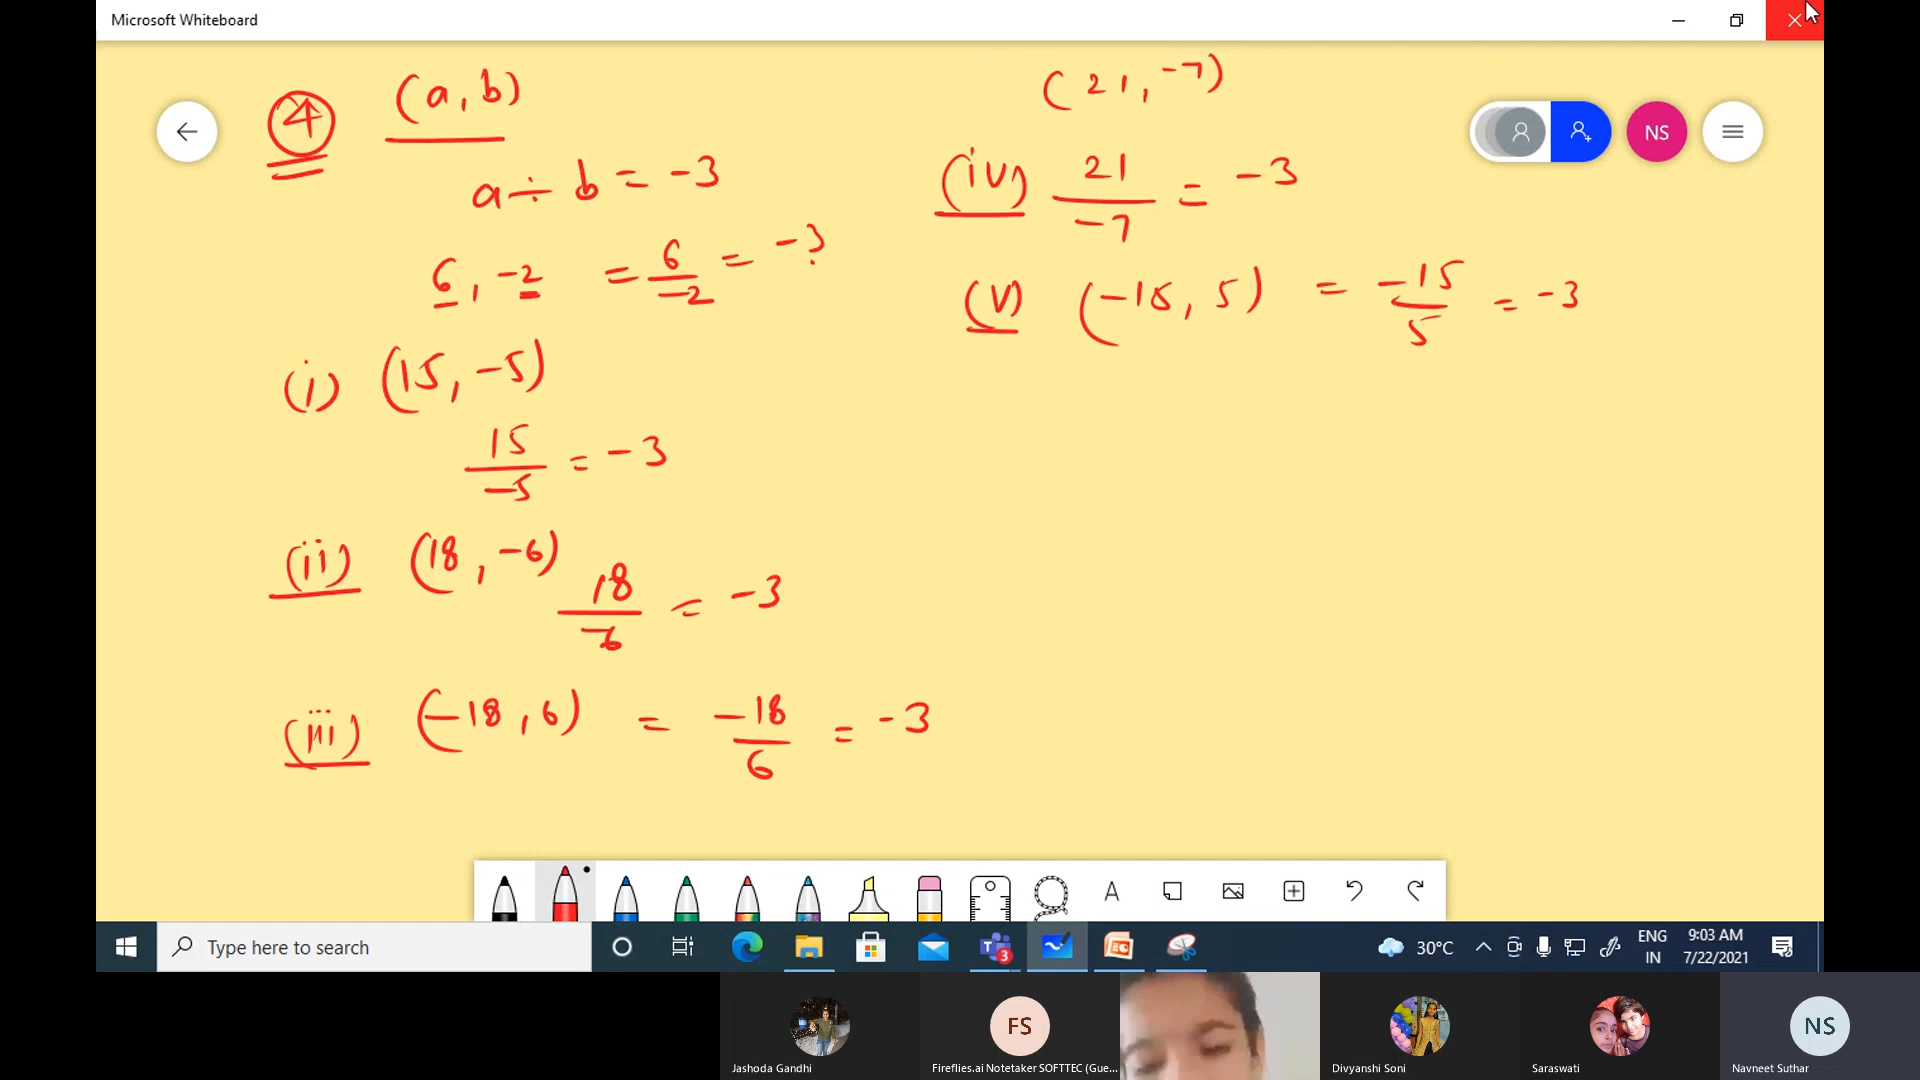 Microsoft Whiteboard
④ (a, b)
a ÷ b = -3
6, -2 = 6/-2 = -3
(i) (15, -5)
15/-5 = -3
(ii) (18, -6) 18/-6 = -3
(iii) (-18, 6) = -18/6 = -3
(21, -7)
(iv) 21/-7 = -3
(v) (-15, 5) = -15/5 = -3
NS
A
Type here to search
3
30°C
ENG
IN
9:03 AM
7/22/2021
Jashoda Gandhi
FS
Fireflies.ai Notetaker SOFTTEC (Gue...
Divyanshi Soni
Saraswati
NS
Navneet Suthar